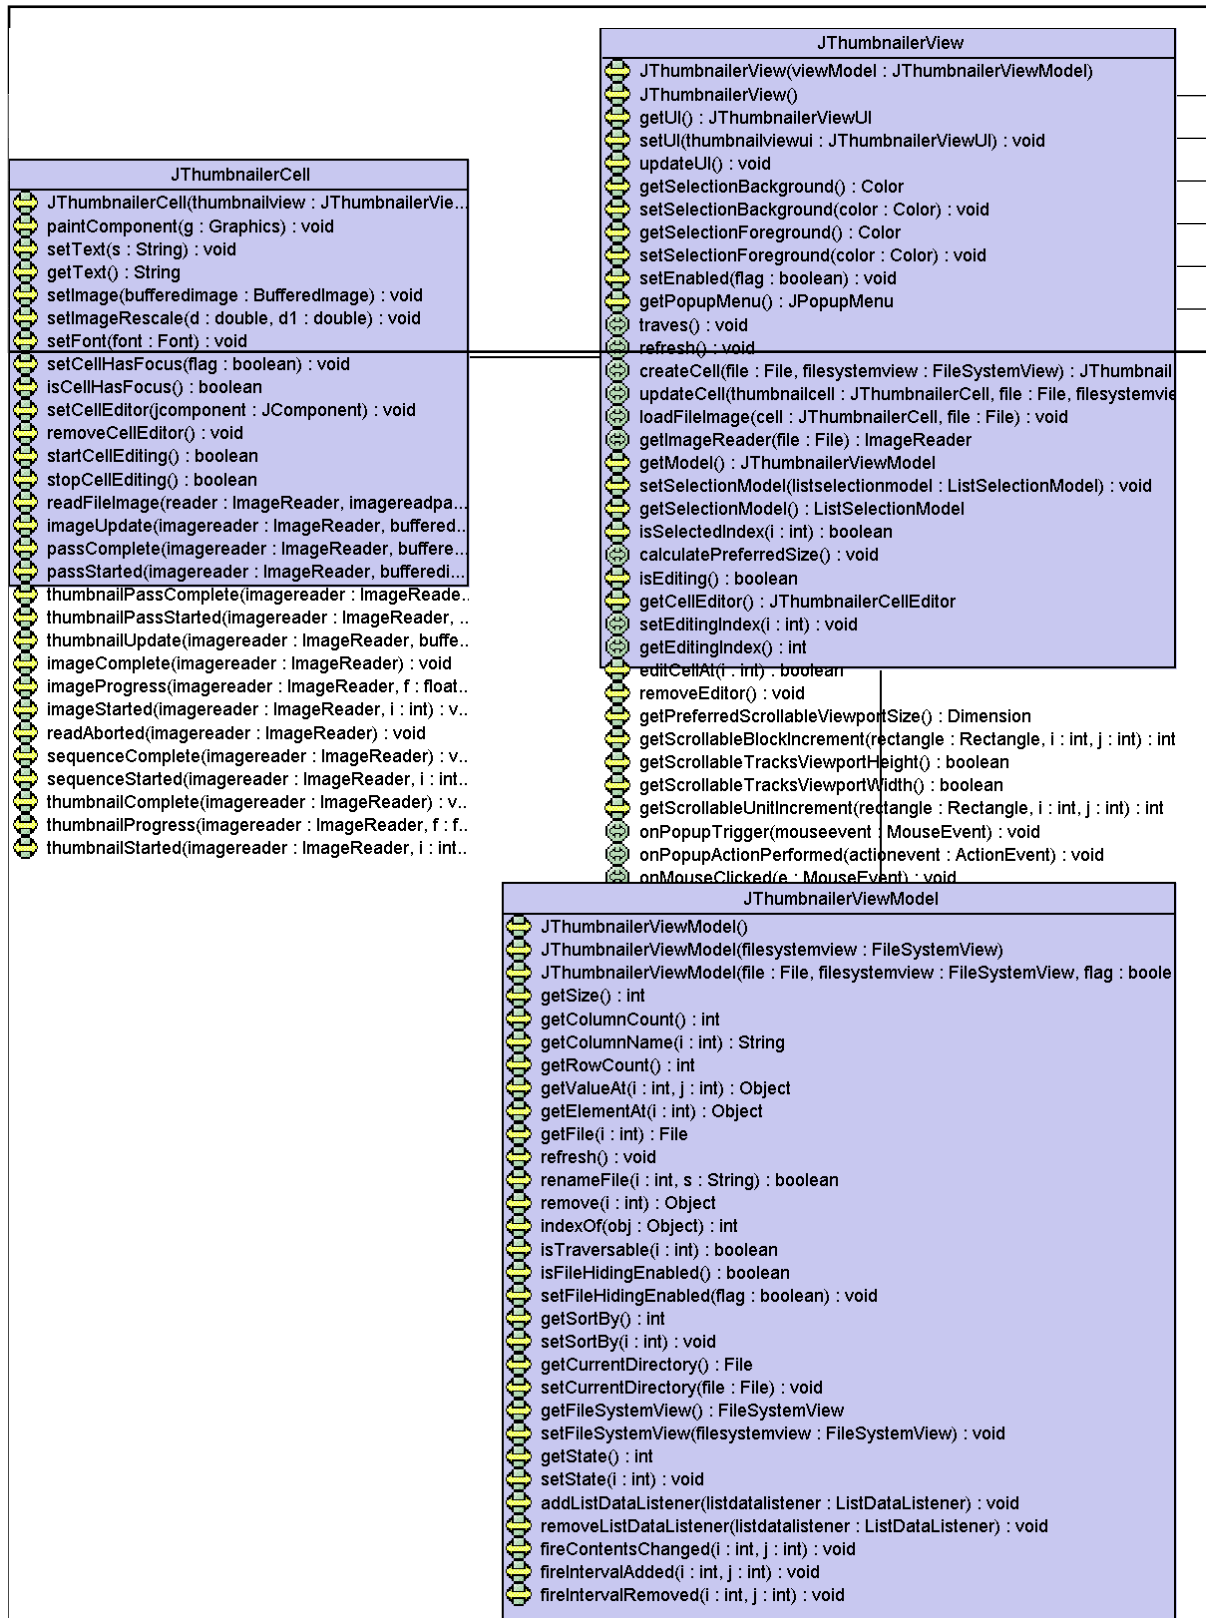 JThumbnailerCell
JThumbnailerCell(thumbnailview : JThumbnailerVie...
paintComponent(g : Graphics) : void
setText(s : String) : void
getText() : String
setImage(bufferedimage : BufferedImage) : void
setImageRescale(d : double, d1 : double) : void
setFont(font : Font) : void
setCellHasFocus(flag : boolean) : void
isCellHasFocus() : boolean
setCellEditor(jcomponent : JComponent) : void
removeCellEditor() : void
startCellEditing() : boolean
stopCellEditing() : boolean
readFileImage(reader : ImageReader, imagereadpa...
imageUpdate(imagereader : ImageReader, buffered...
passComplete(imagereader : ImageReader, buffere...
passStarted(imagereader : ImageReader, bufferedi...
thumbnailPassComplete(imagereader : ImageReade..
thumbnailPassStarted(imagereader : ImageReader, ..
thumbnailUpdate(imagereader : ImageReader, buffe..
imageComplete(imagereader : ImageReader) : void
imageProgress(imagereader : ImageReader, f : float..
imageStarted(imagereader : ImageReader, i : int) : v..
readAborted(imagereader : ImageReader) : void
sequenceComplete(imagereader : ImageReader) : v..
sequenceStarted(imagereader : ImageReader, i : int..
thumbnailComplete(imagereader : ImageReader) : v..
thumbnailProgress(imagereader : ImageReader, f : f..
thumbnailStarted(imagereader : ImageReader, i : int..
JThumbnailerView
JThumbnailerView(viewModel : JThumbnailerViewModel)
JThumbnailerView()
getUI() : JThumbnailerViewUI
setUI(thumbnailviewui : JThumbnailerViewUI) : void
updateUI() : void
getSelectionBackground() : Color
setSelectionBackground(color : Color) : void
getSelectionForeground() : Color
setSelectionForeground(color : Color) : void
setEnabled(flag : boolean) : void
getPopupMenu() : JPopupMenu
traves() : void
refresh() : void
createCell(file : File, filesystemview : FileSystemView) : JThumbnail
updateCell(thumbnailcell : JThumbnailerCell, file : File, filesystemvie
loadFileImage(cell : JThumbnailerCell, file : File) : void
getImageReader(file : File) : ImageReader
getModel() : JThumbnailerViewModel
setSelectionModel(listselectionmodel : ListSelectionModel) : void
getSelectionModel() : ListSelectionModel
isSelectedIndex(i : int) : boolean
calculatePreferredSize() : void
isEditing() : boolean
getCellEditor() : JThumbnailerCellEditor
setEditingIndex(i : int) : void
getEditingIndex() : int
editCellAt(i : int) : boolean
removeEditor() : void
getPreferredScrollableViewportSize() : Dimension
getScrollableBlockIncrement(rectangle : Rectangle, i : int, j : int) : int
getScrollableTracksViewportHeight() : boolean
getScrollableTracksViewportWidth() : boolean
getScrollableUnitIncrement(rectangle : Rectangle, i : int, j : int) : int
onPopupTrigger(mouseevent : MouseEvent) : void
onPopupActionPerformed(actionevent : ActionEvent) : void
onMouseClicked(e : MouseEvent) : void
JThumbnailerViewModel
JThumbnailerViewModel()
JThumbnailerViewModel(filesystemview : FileSystemView)
JThumbnailerViewModel(file : File, filesystemview : FileSystemView, flag : boole
getSize() : int
getColumnCount() : int
getColumnName(i : int) : String
getRowCount() : int
getValueAt(i : int, j : int) : Object
getElementAt(i : int) : Object
getFile(i : int) : File
refresh() : void
renameFile(i : int, s : String) : boolean
remove(i : int) : Object
indexOf(obj : Object) : int
isTraversable(i : int) : boolean
isFileHidingEnabled() : boolean
setFileHidingEnabled(flag : boolean) : void
getSortBy() : int
setSortBy(i : int) : void
getCurrentDirectory() : File
setCurrentDirectory(file : File) : void
getFileSystemView() : FileSystemView
setFileSystemView(filesystemview : FileSystemView) : void
getState() : int
setState(i : int) : void
addListDataListener(listdatalistener : ListDataListener) : void
removeListDataListener(listdatalistener : ListDataListener) : void
fireContentsChanged(i : int, j : int) : void
fireIntervalAdded(i : int, j : int) : void
fireIntervalRemoved(i : int, j : int) : void